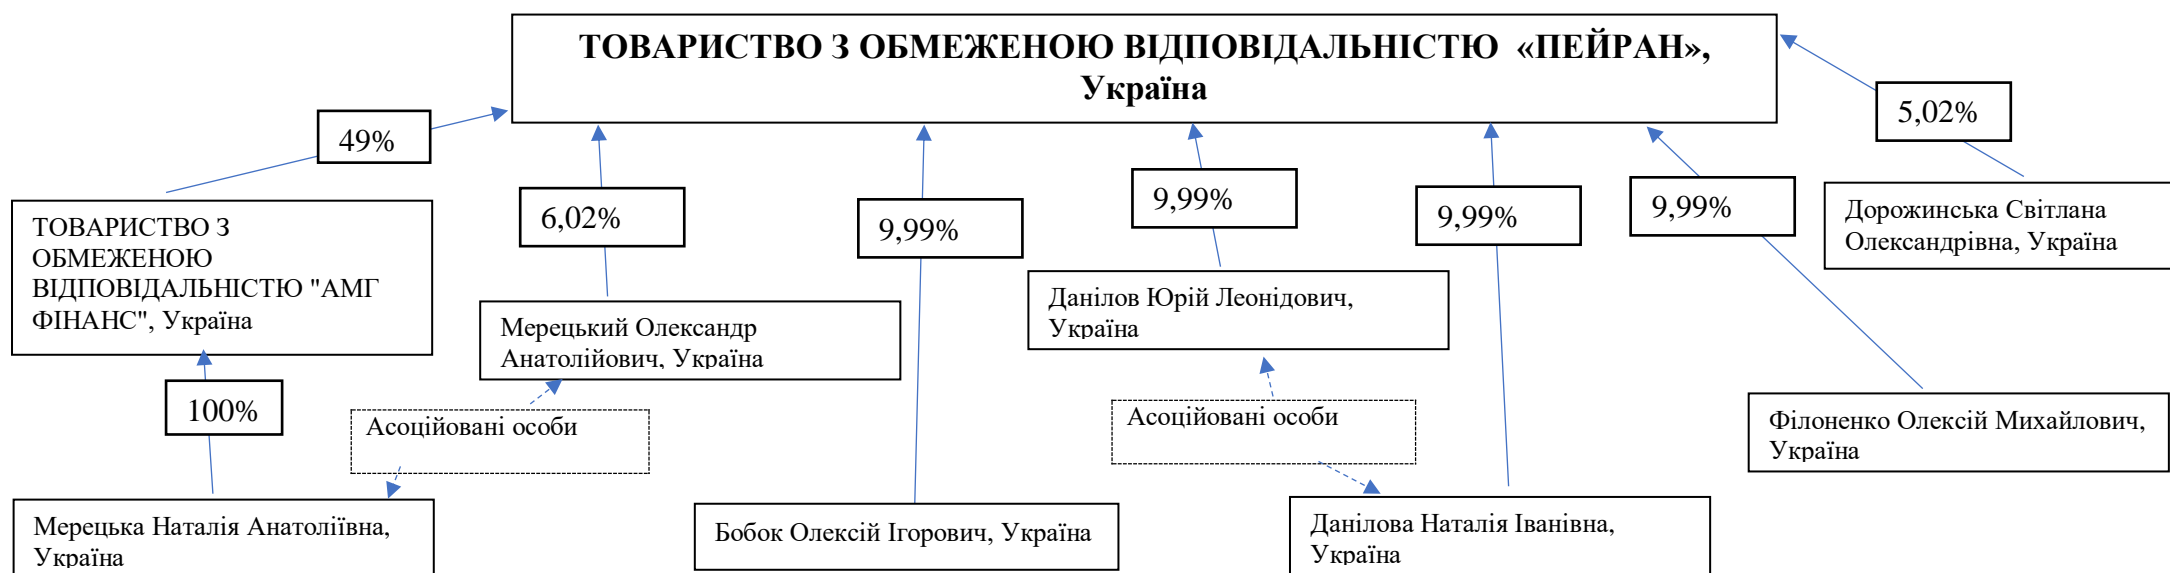 ТОВАРИСТВО З ОБМЕЖЕНОЮ ВІДПОВІДАЛЬНІСТЮ «ПЕЙРАН»,
Україна
49%
6,02%
9,99%
9,99%
9,99%
9,99%
5,02%
ТОВАРИСТВО З
ОБМЕЖЕНОЮ
ВІДПОВІДАЛЬНІСТЮ "АМГ
ФІНАНС", Україна
Мерецький Олександр
Анатолійович, Україна
Данілов Юрій Леонідович,
Україна
Дорожинська Світлана
Олександрівна, Україна
100%
Асоційовані особи
Асоційовані особи
Філоненко Олексій Михайлович,
Україна
Мерецька Наталія Анатоліївна,
Україна
Бобок Олексій Ігорович, Україна
Данілова Наталія Іванівна,
Україна